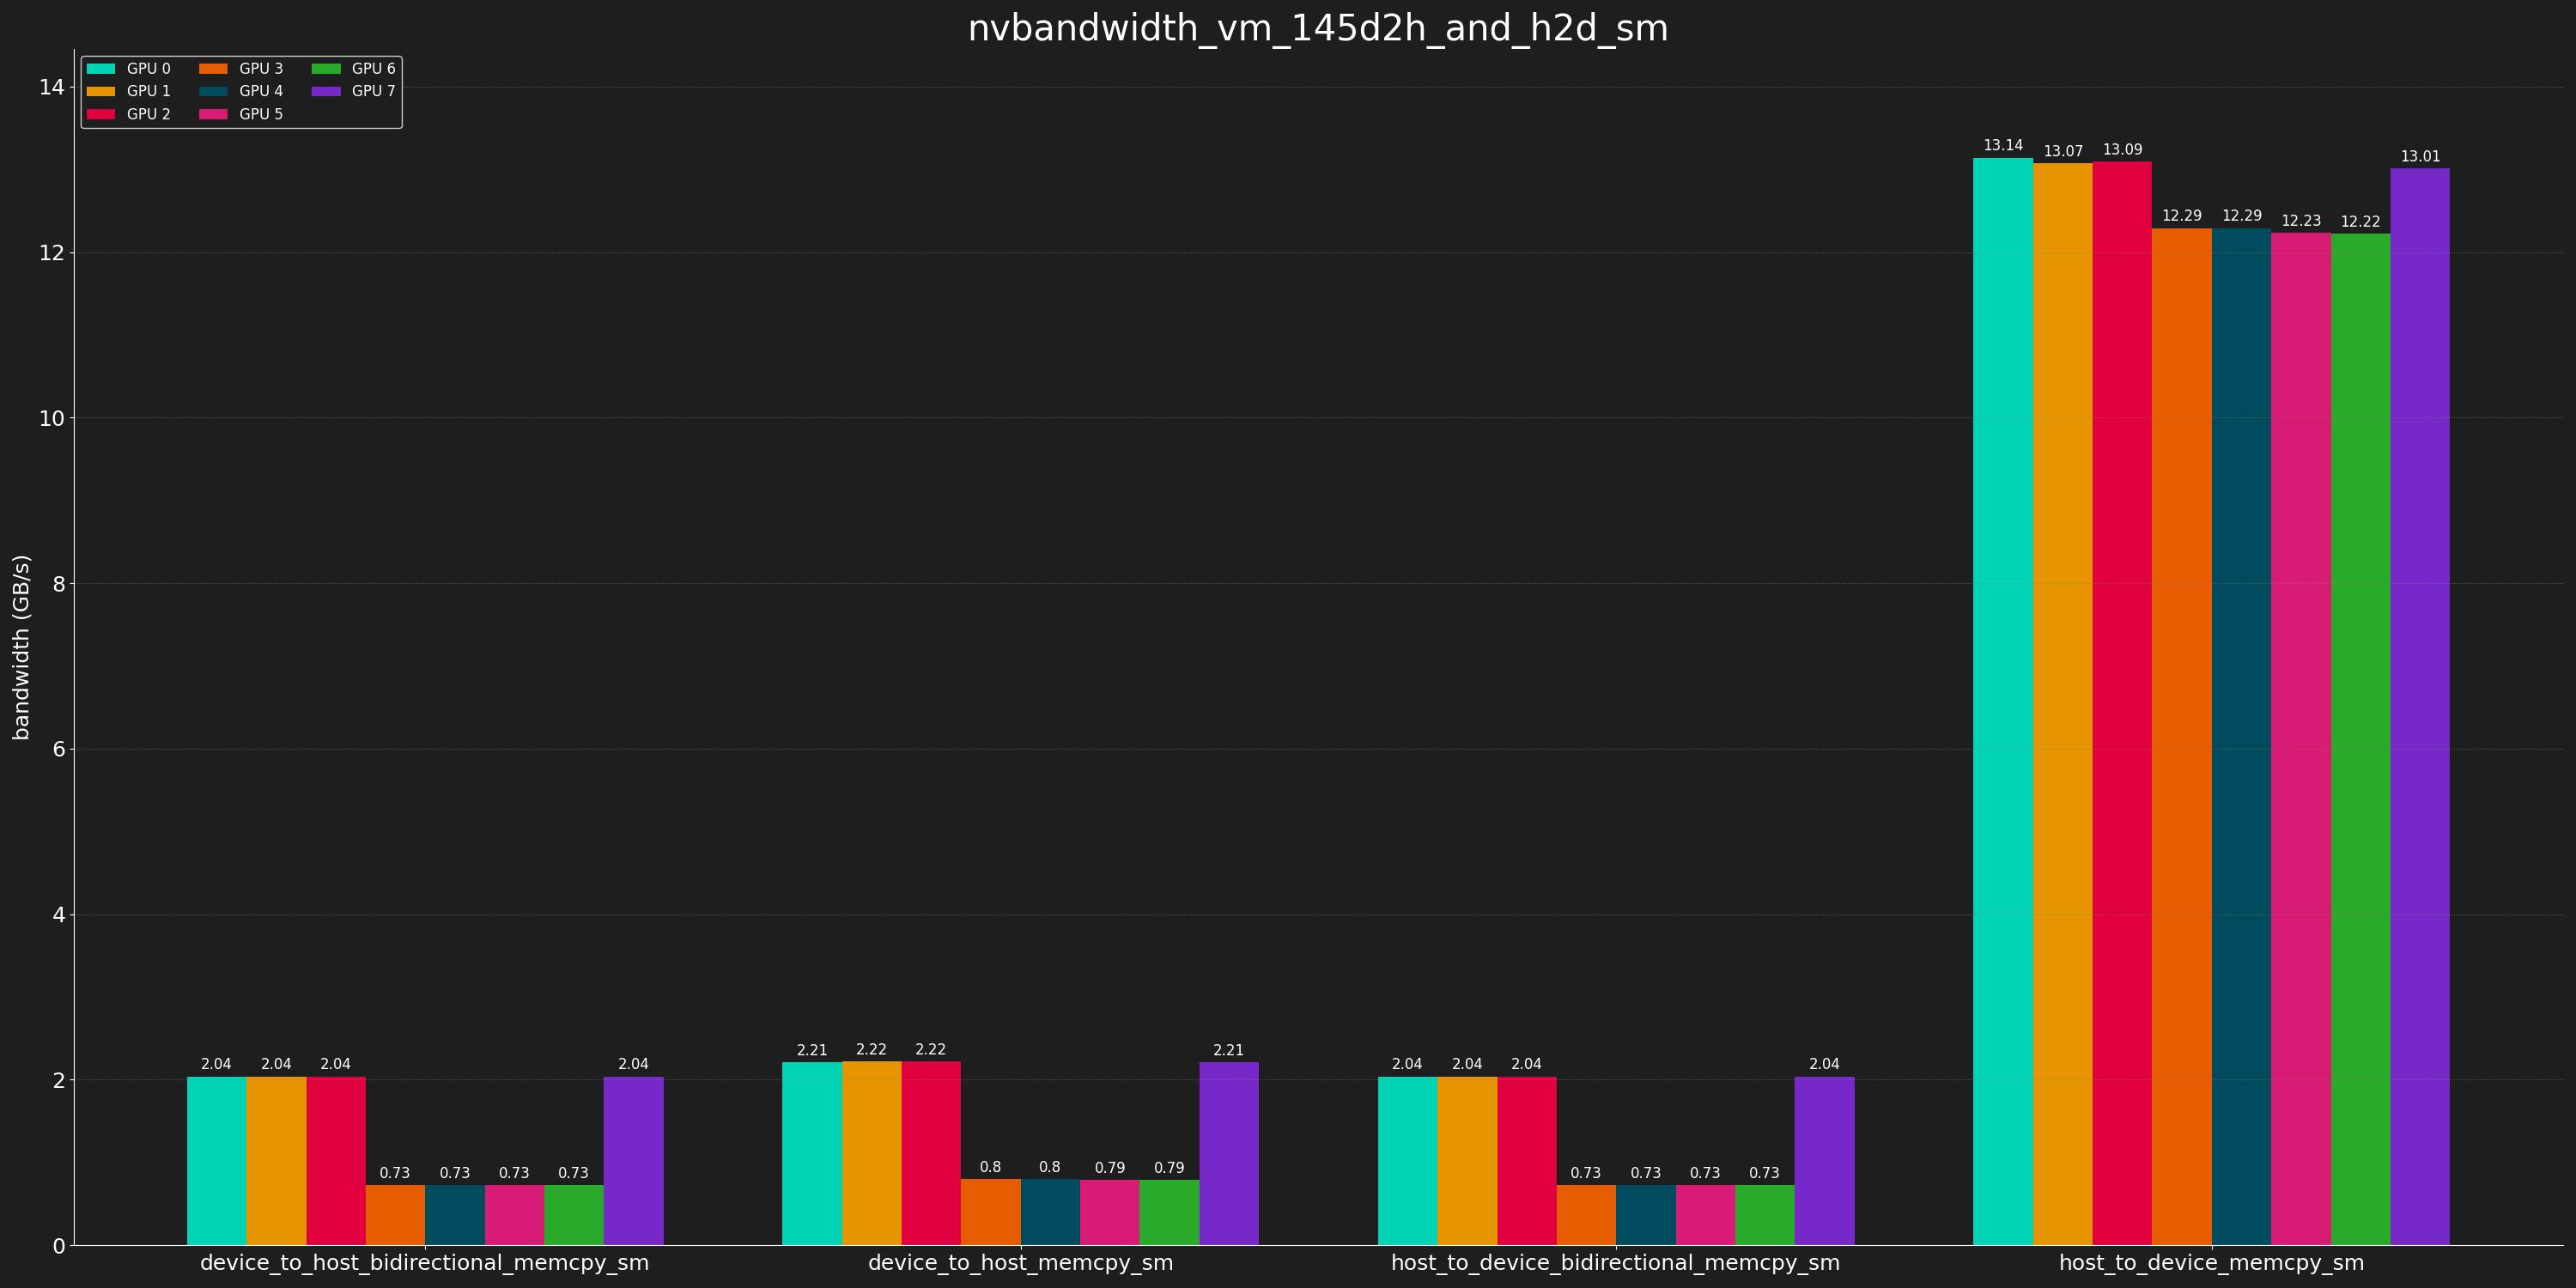 nvbandwidth_vm_145d2h_and_h2d_sm
GPU 0 GPU 3 GPU 6
GPU 1 GPU 4 GPU 7
GPU 2 GPU 5
bandwidth (GB/s)
14
12
10
8
6
4
2
0
2.04 2.04 2.04 0.73 0.73 0.73 0.73 2.04
2.21 2.22 2.22 0.8 0.8 0.79 0.79 2.21
2.04 2.04 2.04 0.73 0.73 0.73 0.73 2.04
13.14 13.07 13.09 12.29 12.29 12.23 12.22 13.01
device_to_host_bidirectional_memcpy_sm device_to_host_memcpy_sm host_to_device_bidirectional_memcpy_sm host_to_device_memcpy_sm